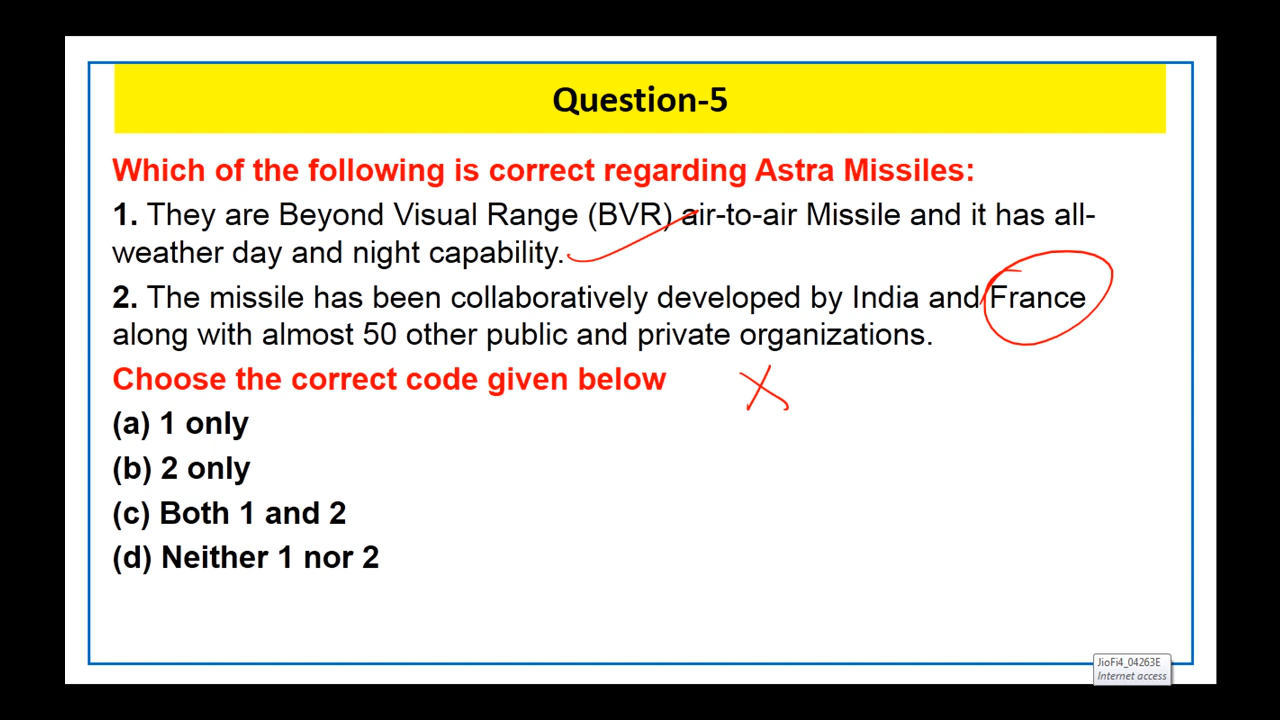 Question-5
Which of the following is correct regarding Astra Missiles:
1. They are Beyond Visual Range (BVR) air-to-air Missile and it has all-
weather day and night capability.
2. The missile has been collaboratively developed by India and France
along with almost 50 other public and private organizations.
Choose the correct code given below
(a) 1 only
(b) 2 only
(c) Both 1 and 2
(d) Neither 1 nor 2
JioFi4_04263E
Internet access